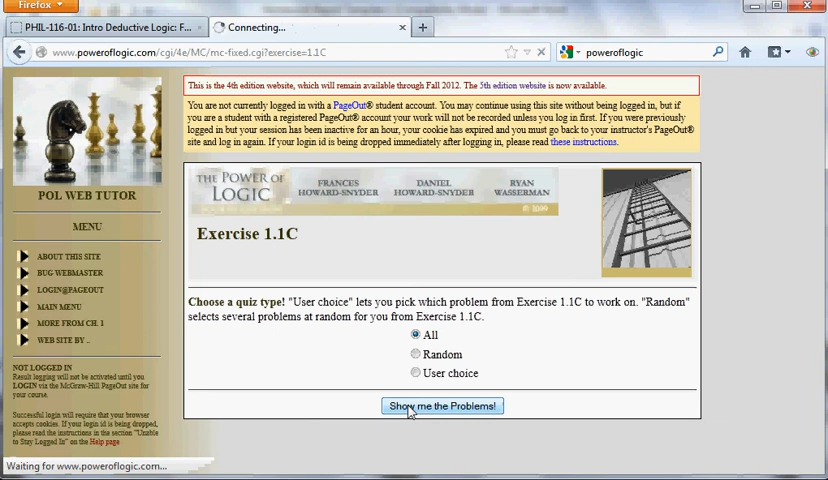 Firefox
PHIL-116-01: Intro Deductive Logic: F...
Connecting...
www.poweroflogic.com/cgi/4e/MC/mc-fixed.cgi?exercise=1.1C
poweroflogic
This is the 4th edition website, which will remain available through Fall 2012. The 5th edition website is now available.
You are not currently logged in with a PageOut® student account. You may continue using this site without being logged in, but if
you are a student with a registered PageOut® account your work will not be recorded unless you log in first. If you were previously
logged in but your session has been inactive for an hour, your cookie has expired and you must go back to your instructor's PageOut®
site and log in again. If your login id is being dropped immediately after logging in, please read these instructions.
POL WEB TUTOR
MENU
ABOUT THIS SITE
BUG WEBMASTER
LOGIN@PAGEOUT
MAIN MENU
MORE FROM CH. 1
WEB SITE BY ..
NOT LOGGED IN
Result logging will not be activated until you
LOGIN via the McGraw-Hill PageOut site for
your course.
Successful login will require that your browser
accepts cookies. If your login id is being dropped,
please read the instructions in the section "Unable
to Stay Logged In" on the Help page
Waiting for www.poweroflogic.com...
THE POWER OF
LOGIC
FRANCES
HOWARD-SNYDER
DANIEL
HOWARD-SNYDER
RYAN
WASSERMAN
Exercise 1.1C
Choose a quiz type! "User choice" lets you pick which problem from Exercise 1.1C to work on. "Random"
selects several problems at random for you from Exercise 1.1C.
All
Random
User choice
Show me the Problems!